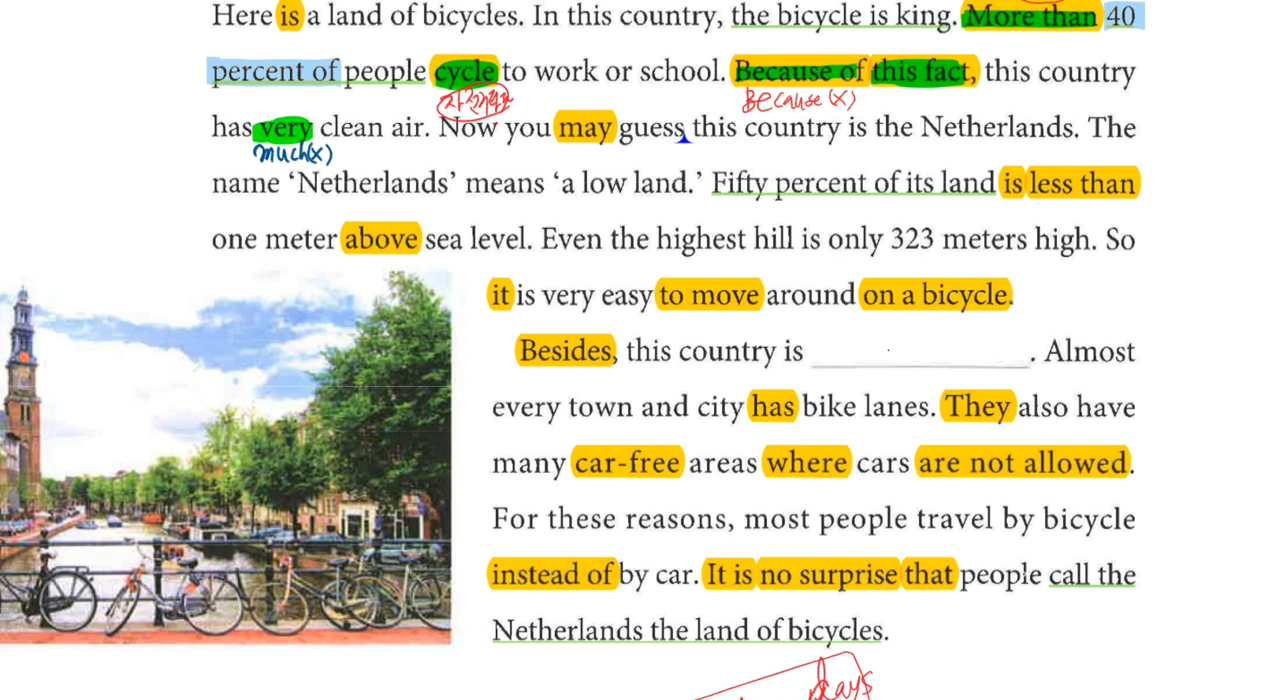 Here is a land of bicycles. In this country, the bicycle is king. More than 40
percent of people cycle to work or school. Because of this fact, this country
Because (x)
has very clean air. Now you may guess this country is the Netherlands. The
much(x)
name ‘Netherlands’ means ‘a low land.’ Fifty percent of its land is less than
one meter above sea level. Even the highest hill is only 323 meters high. So
it is very easy to move around on a bicycle.
Besides, this country is . Almost
every town and city has bike lanes. They also have
many car-free areas where cars are not allowed.
For these reasons, most people travel by bicycle
instead of by car. It is no surprise that people call the
Netherlands the land of bicycles.
days